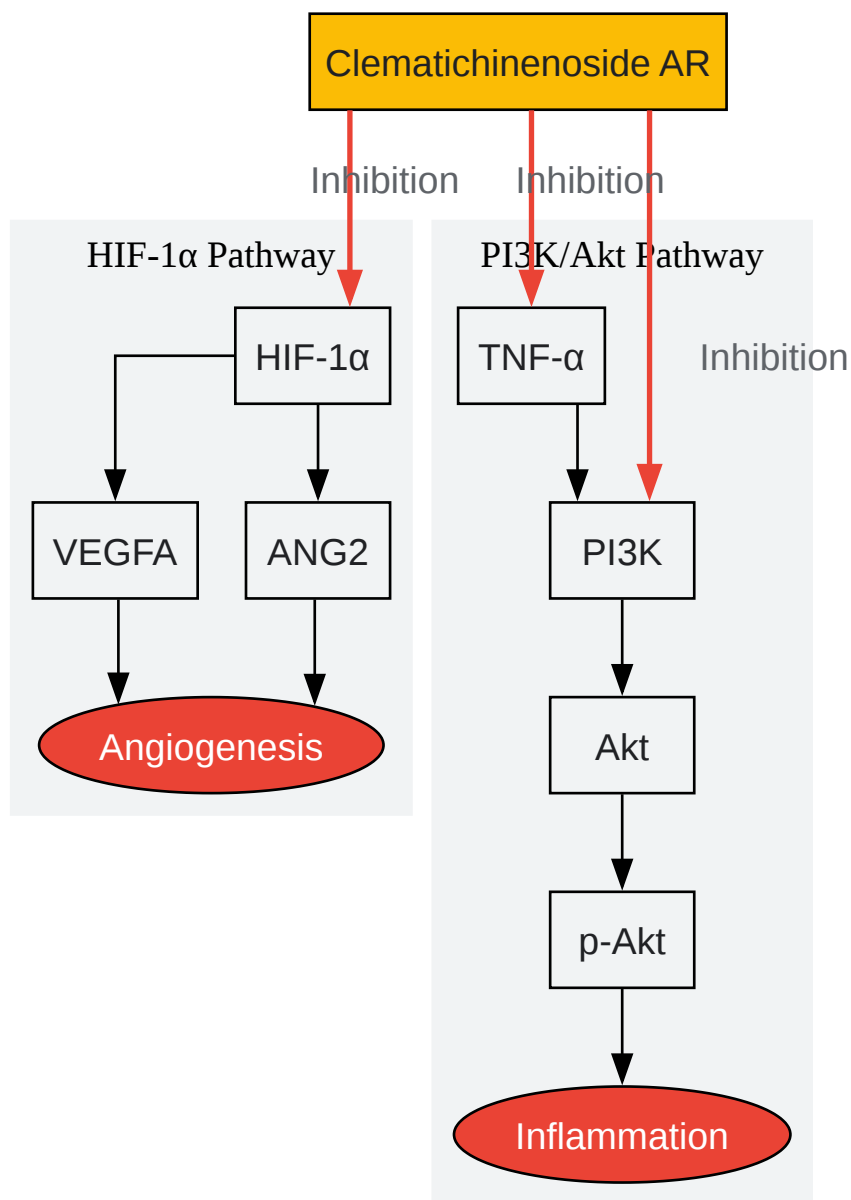 Clematichinenoside AR
Inhibition
Inhibition
HIF-1α Pathway
PI3K/Akt Pathway
HIF-1α
TNF-α
Inhibition
VEGFA
ANG2
PI3K
Angiogenesis
Akt
p-Akt
Inflammation